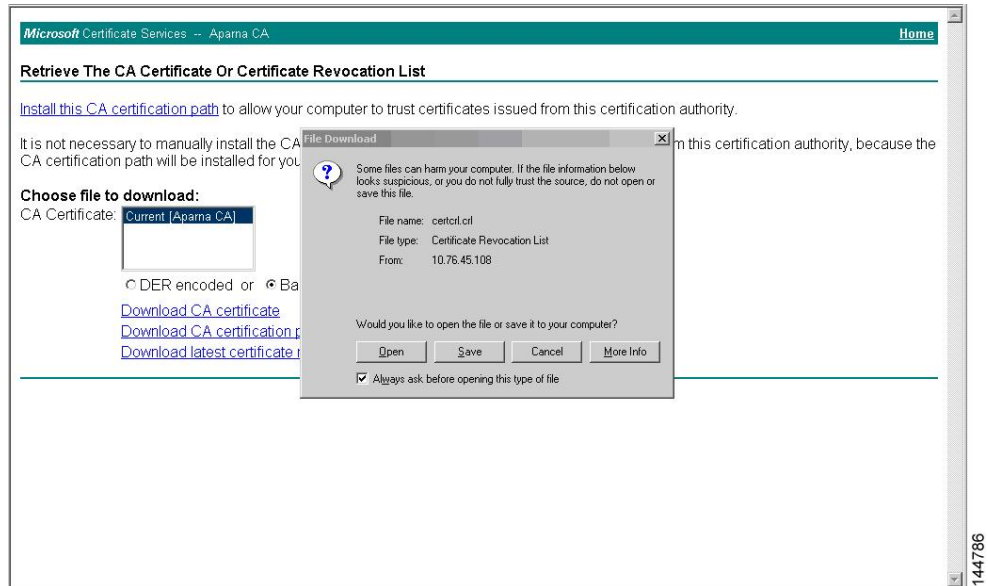 Microsoft Certificate Services -- Aparna CA Home
Retrieve The CA Certificate Or Certificate Revocation List
Install this CA certification path to allow your computer to trust certificates issued from this certification authority.
It is not necessary to manually install the CA
m this certification authority, because the
CA certification path will be installed for you
Choose file to download:
CA Certificate: Current [Aparna CA]
DER encoded or Ba
Download CA certificate
Download CA certification p
Download latest certificate r
File Download
Some files can harm your computer. If the file information below
looks suspicious, or you do not fully trust the source, do not open or
save this file.
File name: certcrl.crl
File type: Certificate Revocation List
From: 10.76.45.108
Would you like to open the file or save it to your computer?
Open Save Cancel More Info
Always ask before opening this type of file
144786